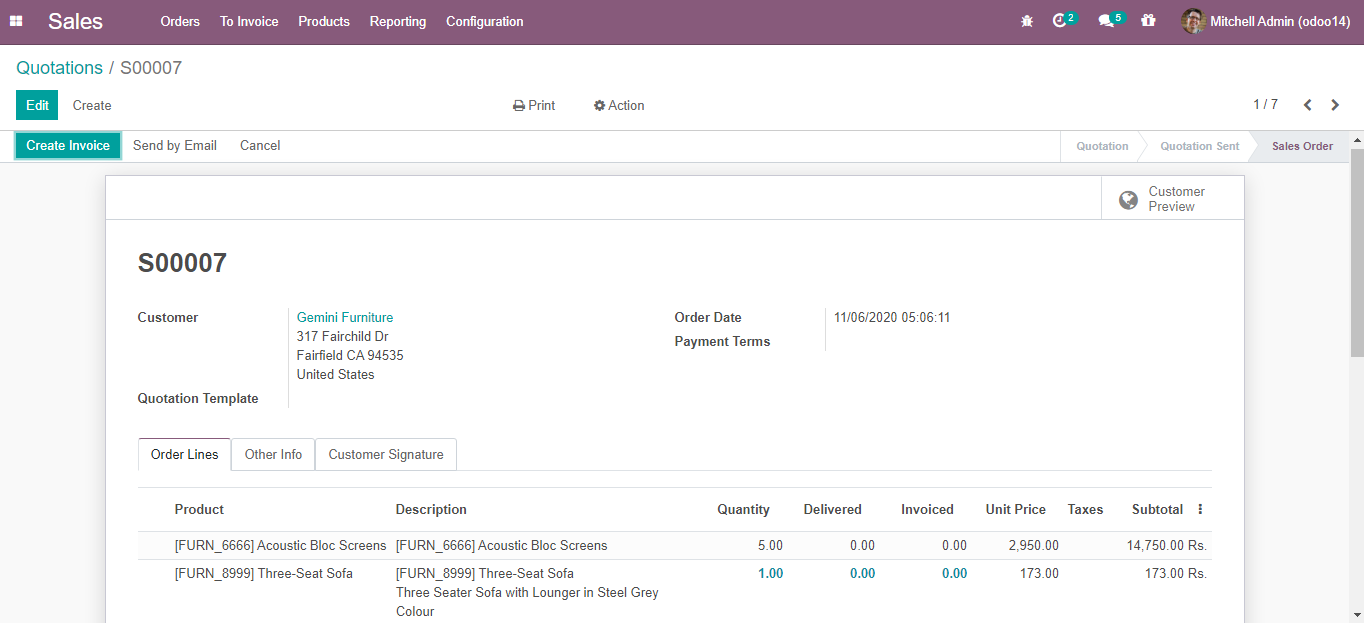 Sales Orders To Invoice Products Reporting Configuration 2 5 Mitchell Admin (odoo14)
Quotations / S00007
Edit Create Print Action 1 / 7
Create Invoice Send by Email Cancel Quotation Quotation Sent Sales Order
Customer
Preview
S00007
Customer Gemini Furniture Order Date 11/06/2020 05:06:11
317 Fairchild Dr Payment Terms
Fairfield CA 94535
United States
Quotation Template
Order Lines Other Info Customer Signature
Product Description Quantity Delivered Invoiced Unit Price Taxes Subtotal
[FURN_6666] Acoustic Bloc Screens [FURN_6666] Acoustic Bloc Screens 5.00 0.00 0.00 2,950.00 14,750.00 Rs.
[FURN_8999] Three-Seat Sofa [FURN_8999] Three-Seat Sofa 1.00 0.00 0.00 173.00 173.00 Rs.
Three Seater Sofa with Lounger in Steel Grey
Colour